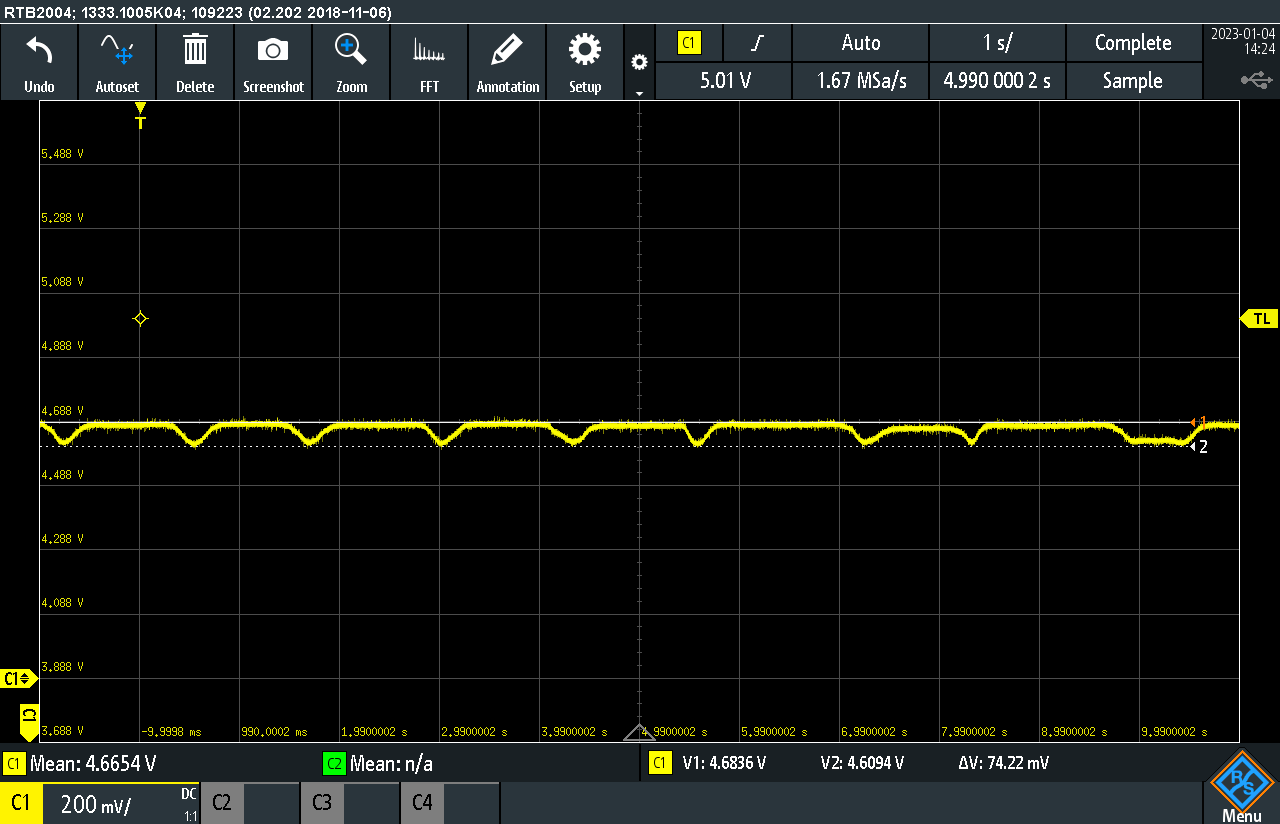 RTB2004; 1333.1005K04; 109223 (02.202 2018-11-06)
Undo
Autoset
Delete
Screenshot
Zoom
FFT
Annotation
Setup
C1
Auto
1 s/
Complete
2023-01-04
14:24
5.01 V
1.67 MSa/s
4.990 000 2 s
Sample
T
5.488 V
5.288 V
5.088 V
4.888 V
TL
4.688 V
1
2
4.488 V
4.288 V
4.088 V
3.888 V
C1
C1
3.688 V
-9.9998 ms
990.0002 ms
1.9900002 s
2.9900002 s
3.9900002 s
4.9900002 s
5.9900002 s
6.9900002 s
7.9900002 s
8.9900002 s
9.9900002 s
C1 Mean: 4.6654 V
C2 Mean: n/a
C1 V1: 4.6836 V V2: 4.6094 V ΔV: 74.22 mV
C1 200 mV/
DC
1:1
C2
C3
C4
R S
Menu